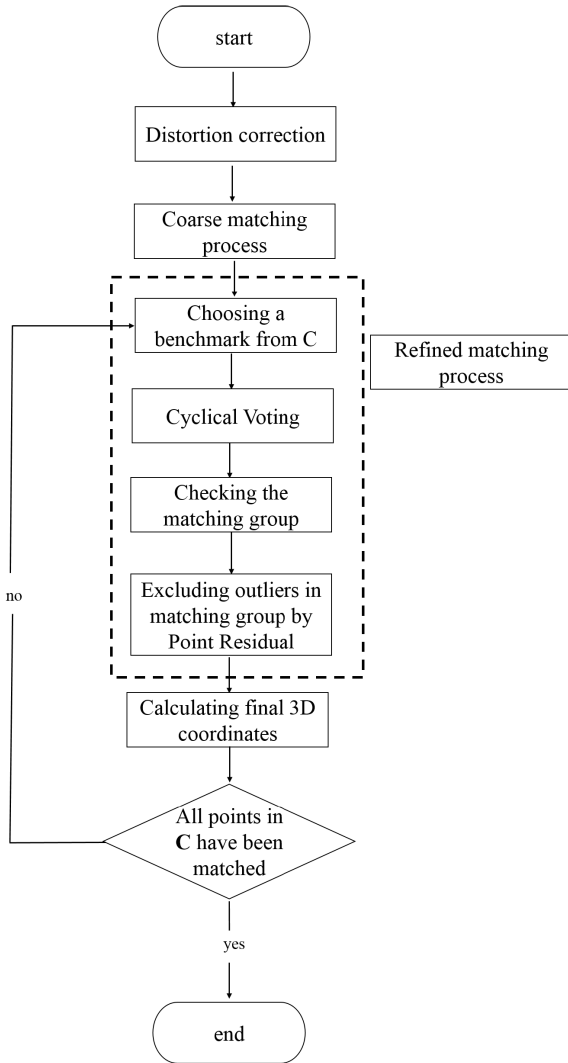 start
Distortion correction
Coarse matching
process
Choosing a
benchmark from C
Refined matching
process
Cyclical Voting
Checking the
matching group
Excluding outliers in
matching group by
Point Residual
no
Calculating final 3D
coordinates
All points in
C have been
matched
yes
end